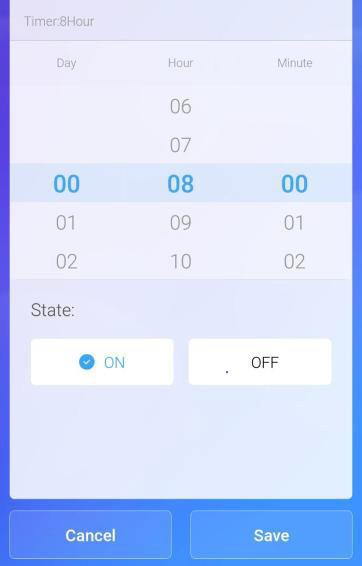 Timer:8Hour
Day Hour Minute
06
07
00 08 00
01 09 01
02 10 02
State:
ON OFF
Cancel Save